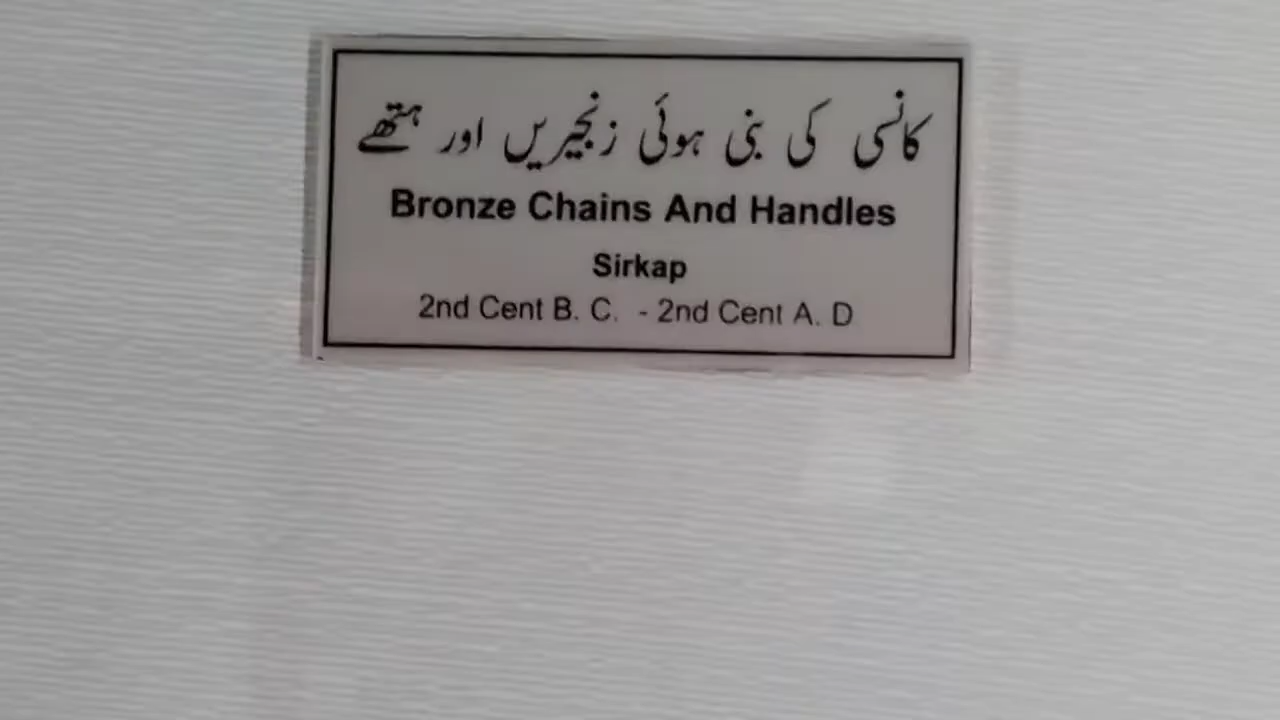 کانسی کی بنی ہوئی زنجیریں اور ہتھے
Bronze Chains And Handles
Sirkap
2nd Cent B. C. - 2nd Cent A. D